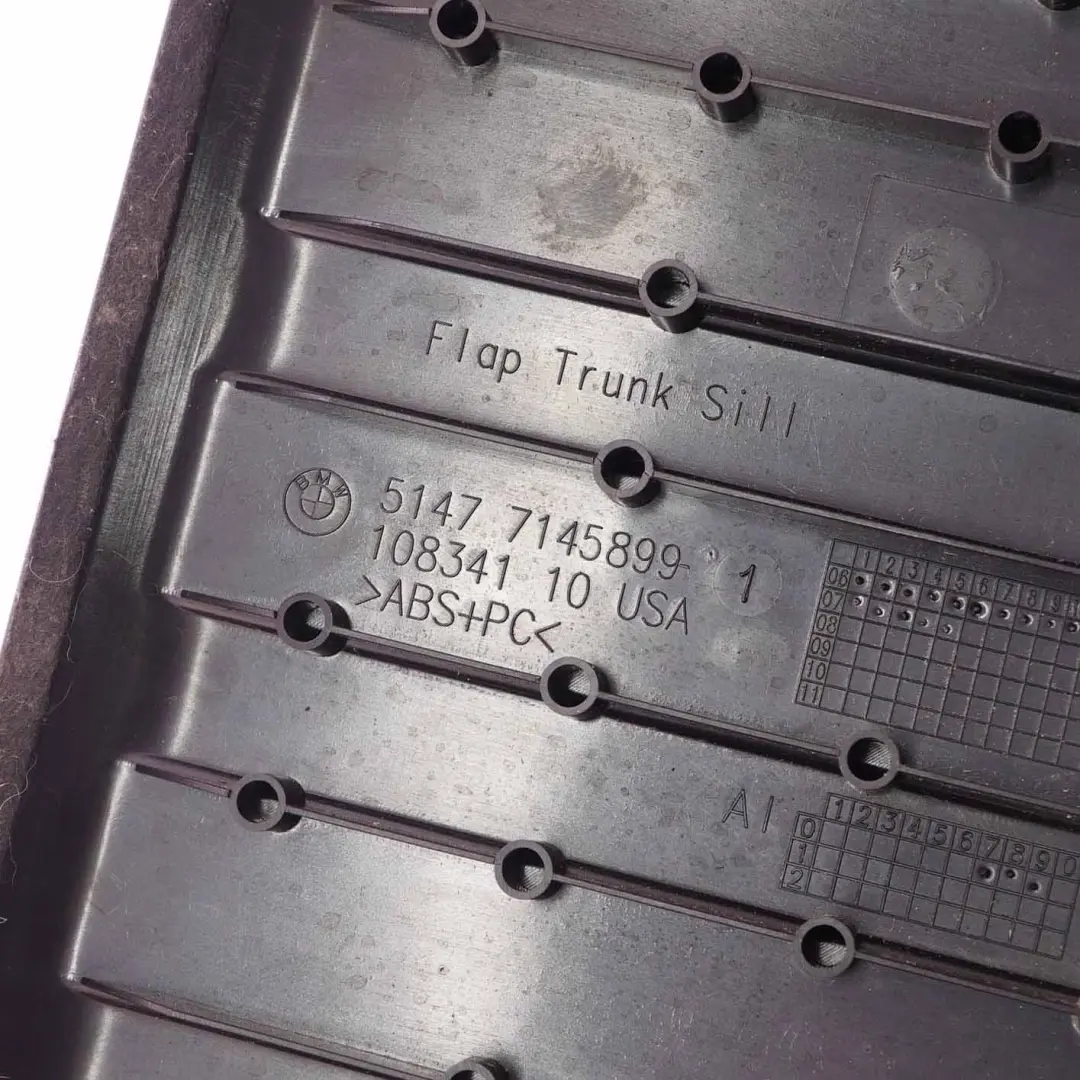 Flap Trunk Sill
BMW 5147 7145899- 1
108341 10 USA
>ABS+PC<
1 2 3 4 5 6 7 8 9
06
07
08
09
10
11
AI
1 2 3 4 5 6 7 8 9 0
0
1
2